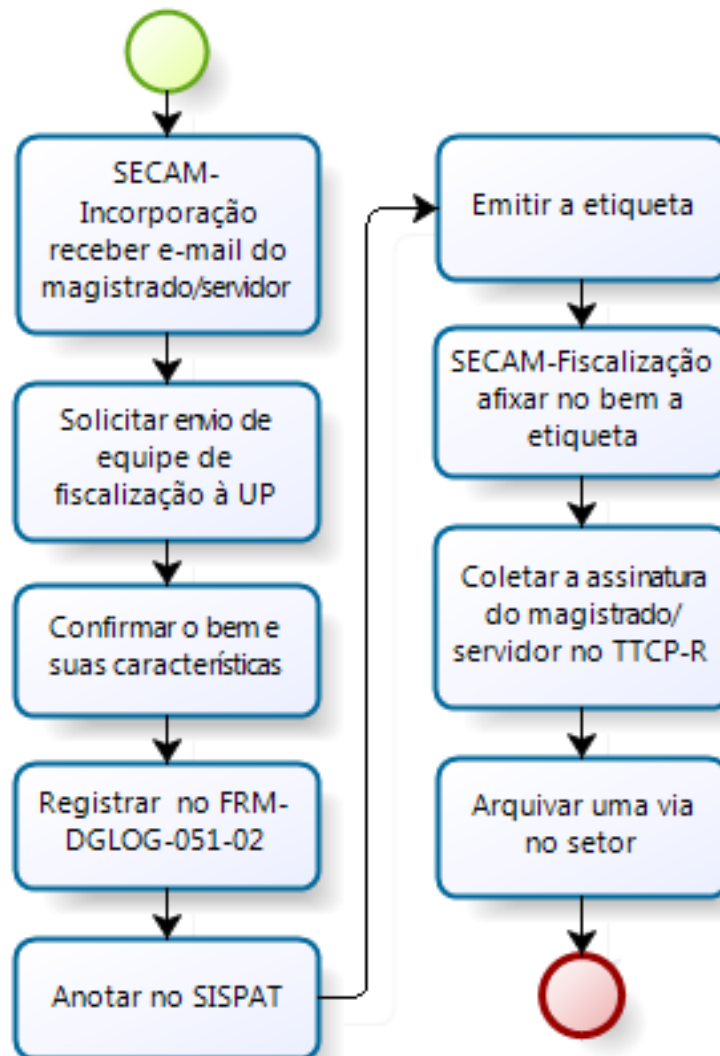 SECAM-
Incorporação
receber e-mail do
magistrado/servidor
Solicitar envio de
equipe de
fiscalização à UP
Confirmar o bem e
suas características
Registrar no FRM-
DGLOG-051-02
Anotar no SISPAT
Emitir a etiqueta
SECAM-Fiscalização
afixar no bem a
etiqueta
Coletar a assinatura
do magistrado/
servidor no TTCP-R
Arquivar uma via
no setor